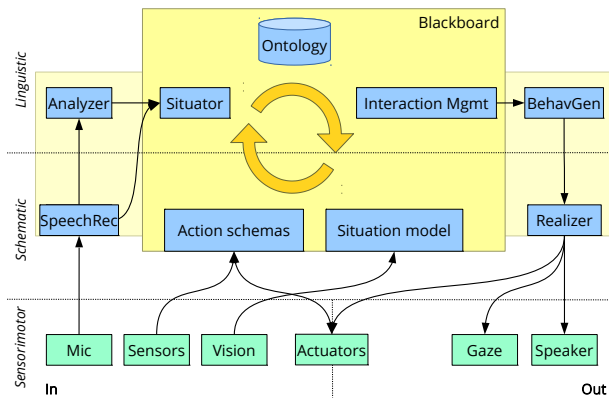 Blackboard
Ontology
Linguistic
Analyzer
Situator
Interaction Mgmt
BehavGen
Schematic
SpeechRec
Action schemas
Situation model
Realizer
Sensorimotor
Mic
Sensors
Vision
Actuators
Gaze
Speaker
In
Out